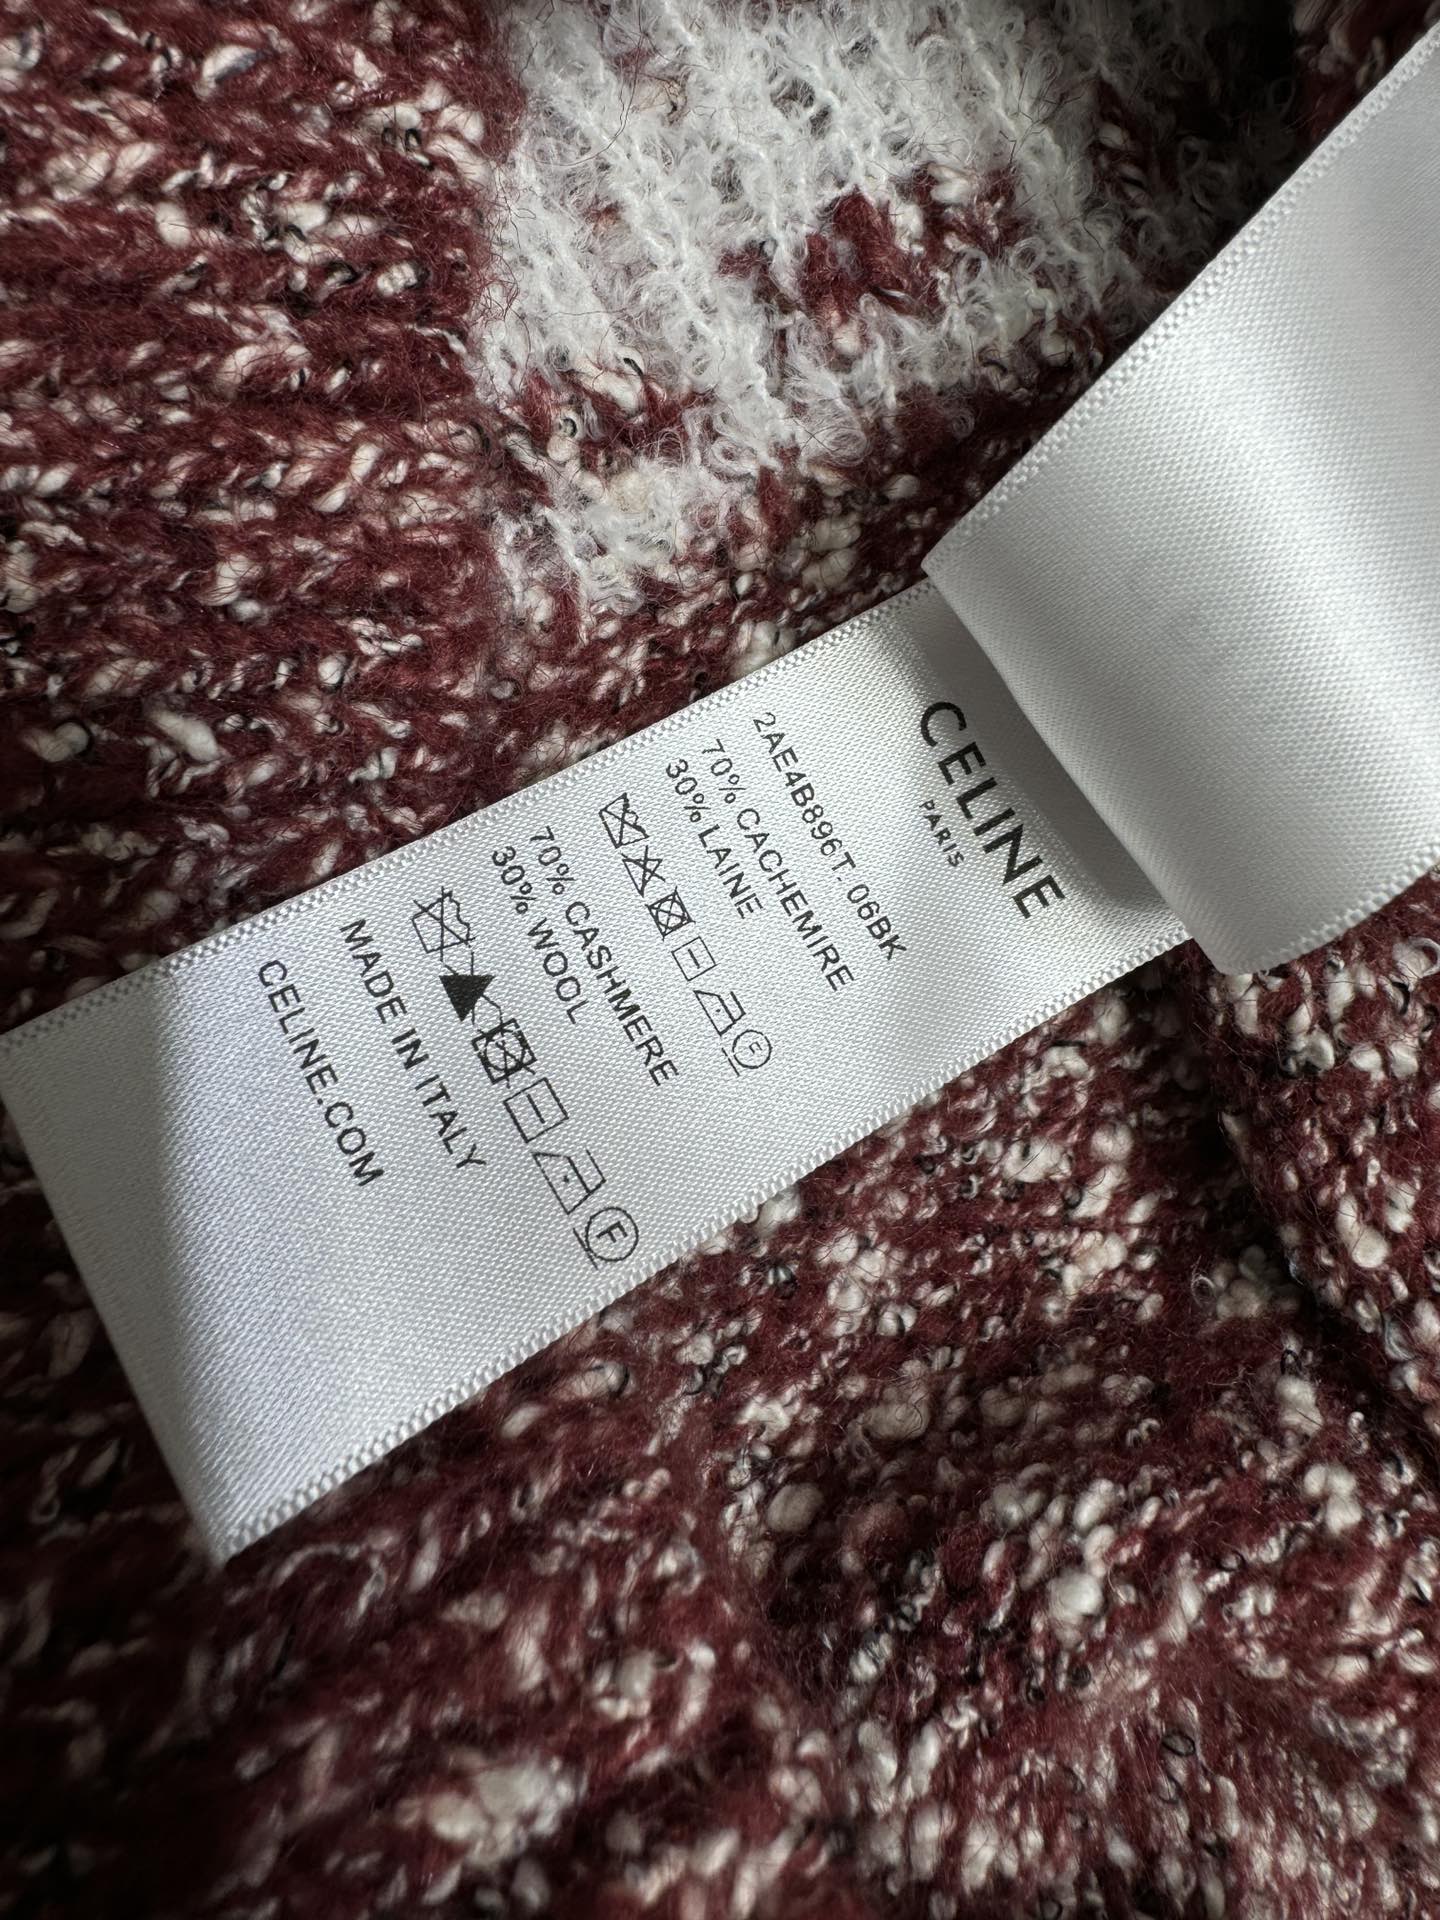 CELINE
PARIS
2AE4B896T. 06BK
70% CACHEMIRE
30% LAINE
F
70% CASHMERE
30% WOOL
F
MADE IN ITALY
CELINE.COM